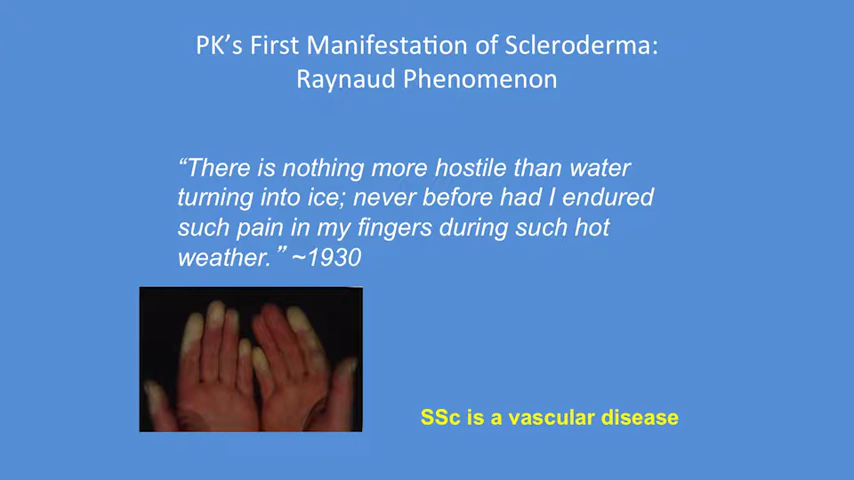 PK’s First Manifestation of Scleroderma:
Raynaud Phenomenon
“There is nothing more hostile than water
turning into ice; never before had I endured
such pain in my fingers during such hot
weather.” ~1930
SSc is a vascular disease